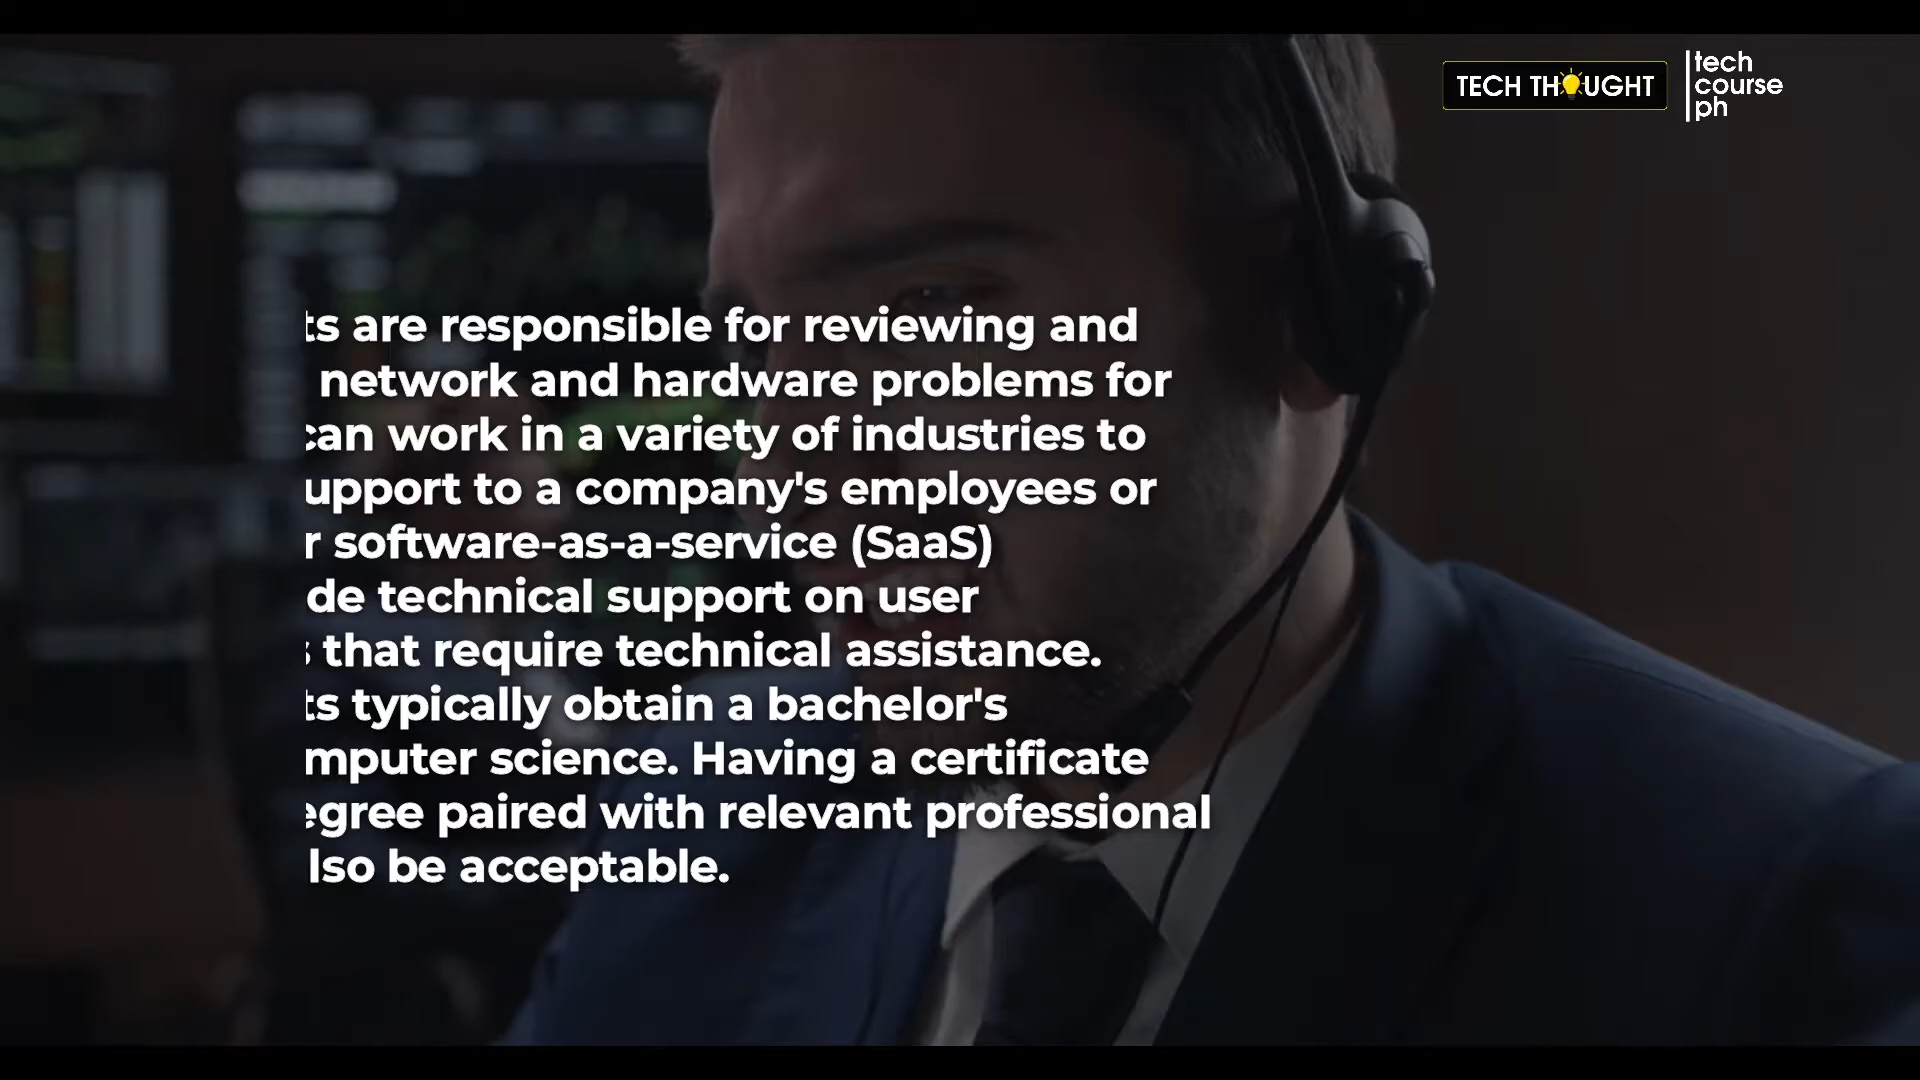 TECH THOUGHT
tech
course
ph
ts are responsible for reviewing and
network and hardware problems for
can work in a variety of industries to
upport to a company's employees or
r software-as-a-service (SaaS)
de technical support on user
s that require technical assistance.
ts typically obtain a bachelor's
mputer science. Having a certificate
egree paired with relevant professional
lso be acceptable.